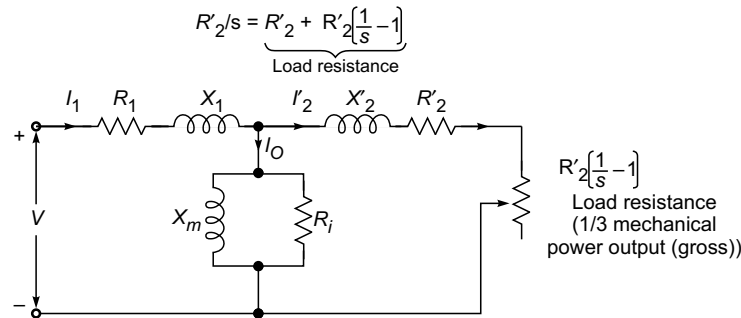 R′2/s = R′2 + R′2[1/s –1]
Load resistance
I1 R1 X1 I′2 X′2 R′2
+
IO
V
Xm
Ri
R′2[1/s –1]
Load resistance
(1/3 mechanical
power output (gross))
–